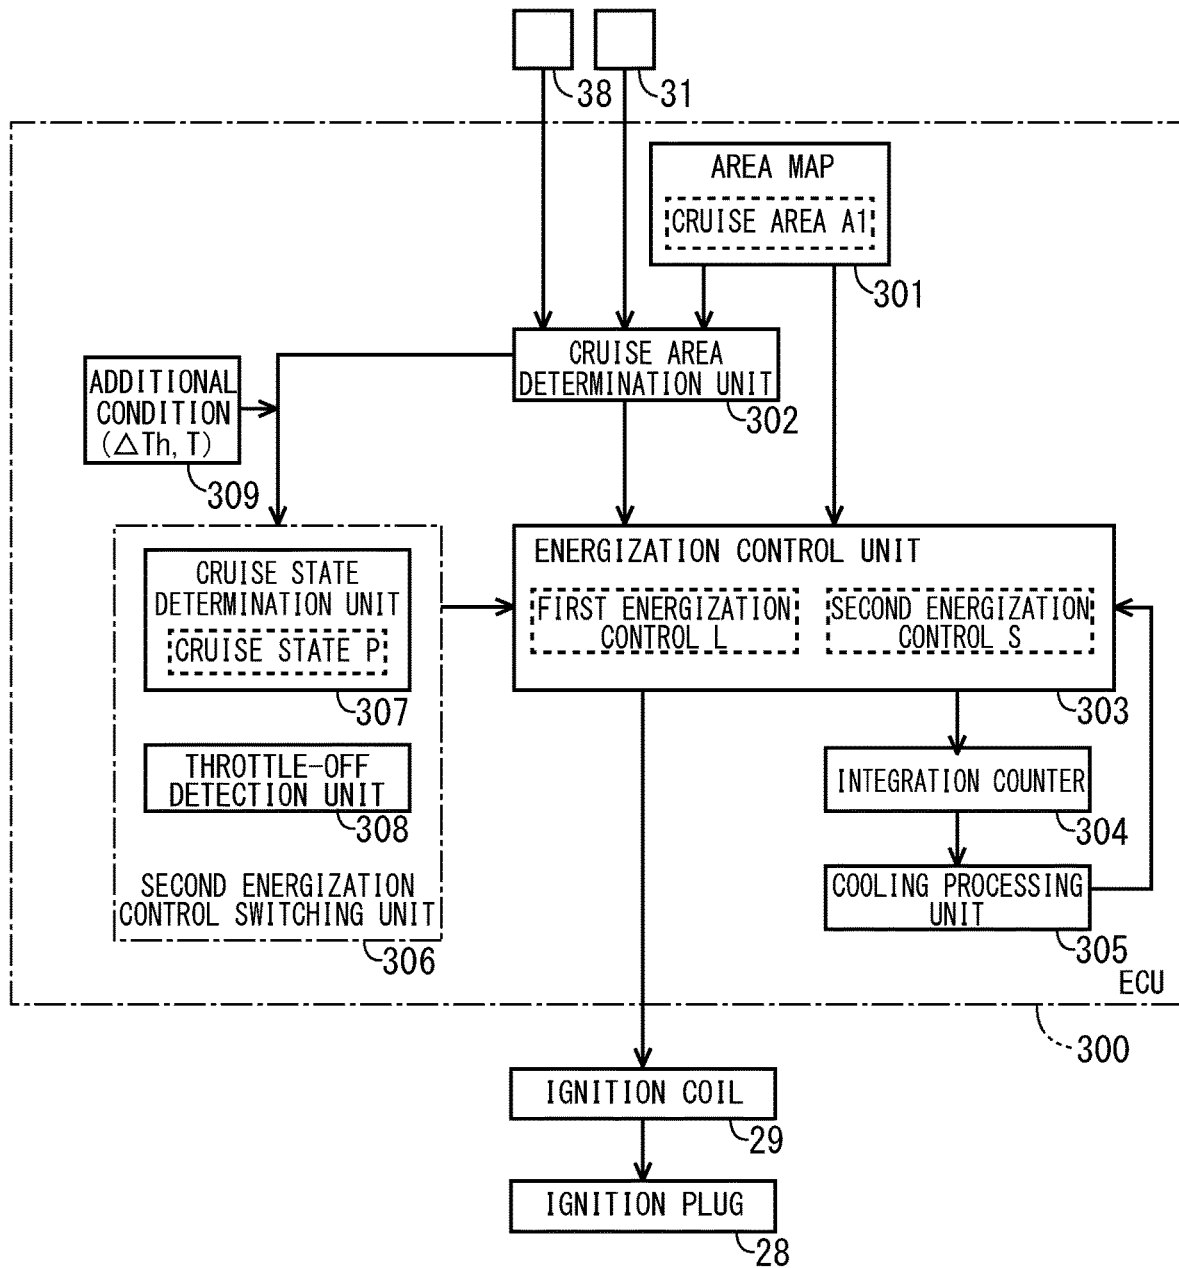 38
31
AREA MAP
CRUISE AREA A1
301
CRUISE AREA
DETERMINATION UNIT
302
ADDITIONAL
CONDITION
(△Th, T)
309
ENERGIZATION CONTROL UNIT
FIRST ENERGIZATION
CONTROL L
SECOND ENERGIZATION
CONTROL S
303
CRUISE STATE
DETERMINATION UNIT
CRUISE STATE P
307
THROTTLE-OFF
DETECTION UNIT
308
SECOND ENERGIZATION
CONTROL SWITCHING UNIT
306
INTEGRATION COUNTER
304
COOLING PROCESSING
UNIT
305
ECU
300
IGNITION COIL
29
IGNITION PLUG
28